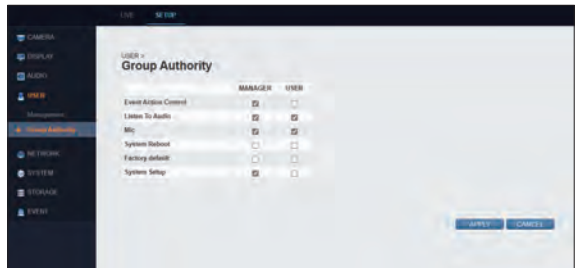 LIVE SETUP
CAMERA
DISPLAY
AUDIO
USER
Management
Group Authority
NETWORK
SYSTEM
STORAGE
EVENT
USER >
Group Authority
MANAGER USER
Event Action Control
Listen To Audio
Mic
System Reboot
Factory default
System Setup
APPLY CANCEL